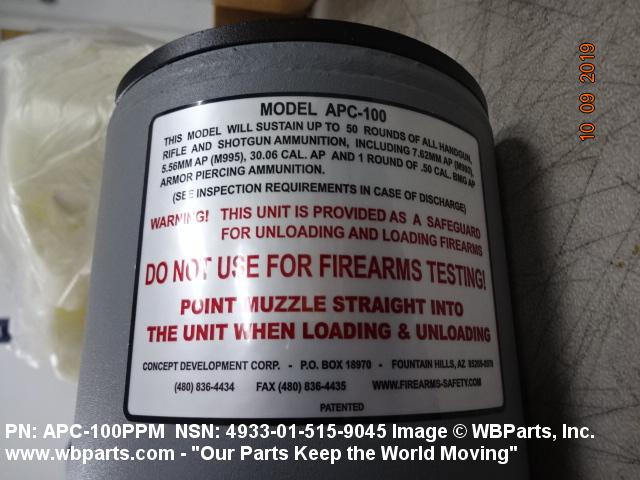 MODEL APC-100
THIS MODEL WILL SUSTAIN UP TO 50 ROUNDS OF ALL HANDGUN,
RIFLE AND SHOTGUN AMMUNITION, INCLUDING 7.62MM AP (M993),
5.56MM AP (M995), 30.06 CAL. AP AND 1 ROUND OF .50 CAL. BMG AP
ARMOR PIERCING AMMUNITION.
(SEE INSPECTION REQUIREMENTS IN CASE OF DISCHARGE)
WARNING! THIS UNIT IS PROVIDED AS A SAFEGUARD
FOR UNLOADING AND LOADING FIREARMS
DO NOT USE FOR FIREARMS TESTING!
POINT MUZZLE STRAIGHT INTO
THE UNIT WHEN LOADING & UNLOADING
CONCEPT DEVELOPMENT CORP. - P.O. BOX 18970 - FOUNTAIN HILLS, AZ
(480) 836-4434 FAX (480) 836-4435 WWW.FIREARMS-SAFETY.COM
PATENTED
10 09 2019
PN: APC-100PPM NSN: 4933-01-515-9045 Image © WBParts, Inc.
www.wbparts.com - "Our Parts Keep the World Moving"